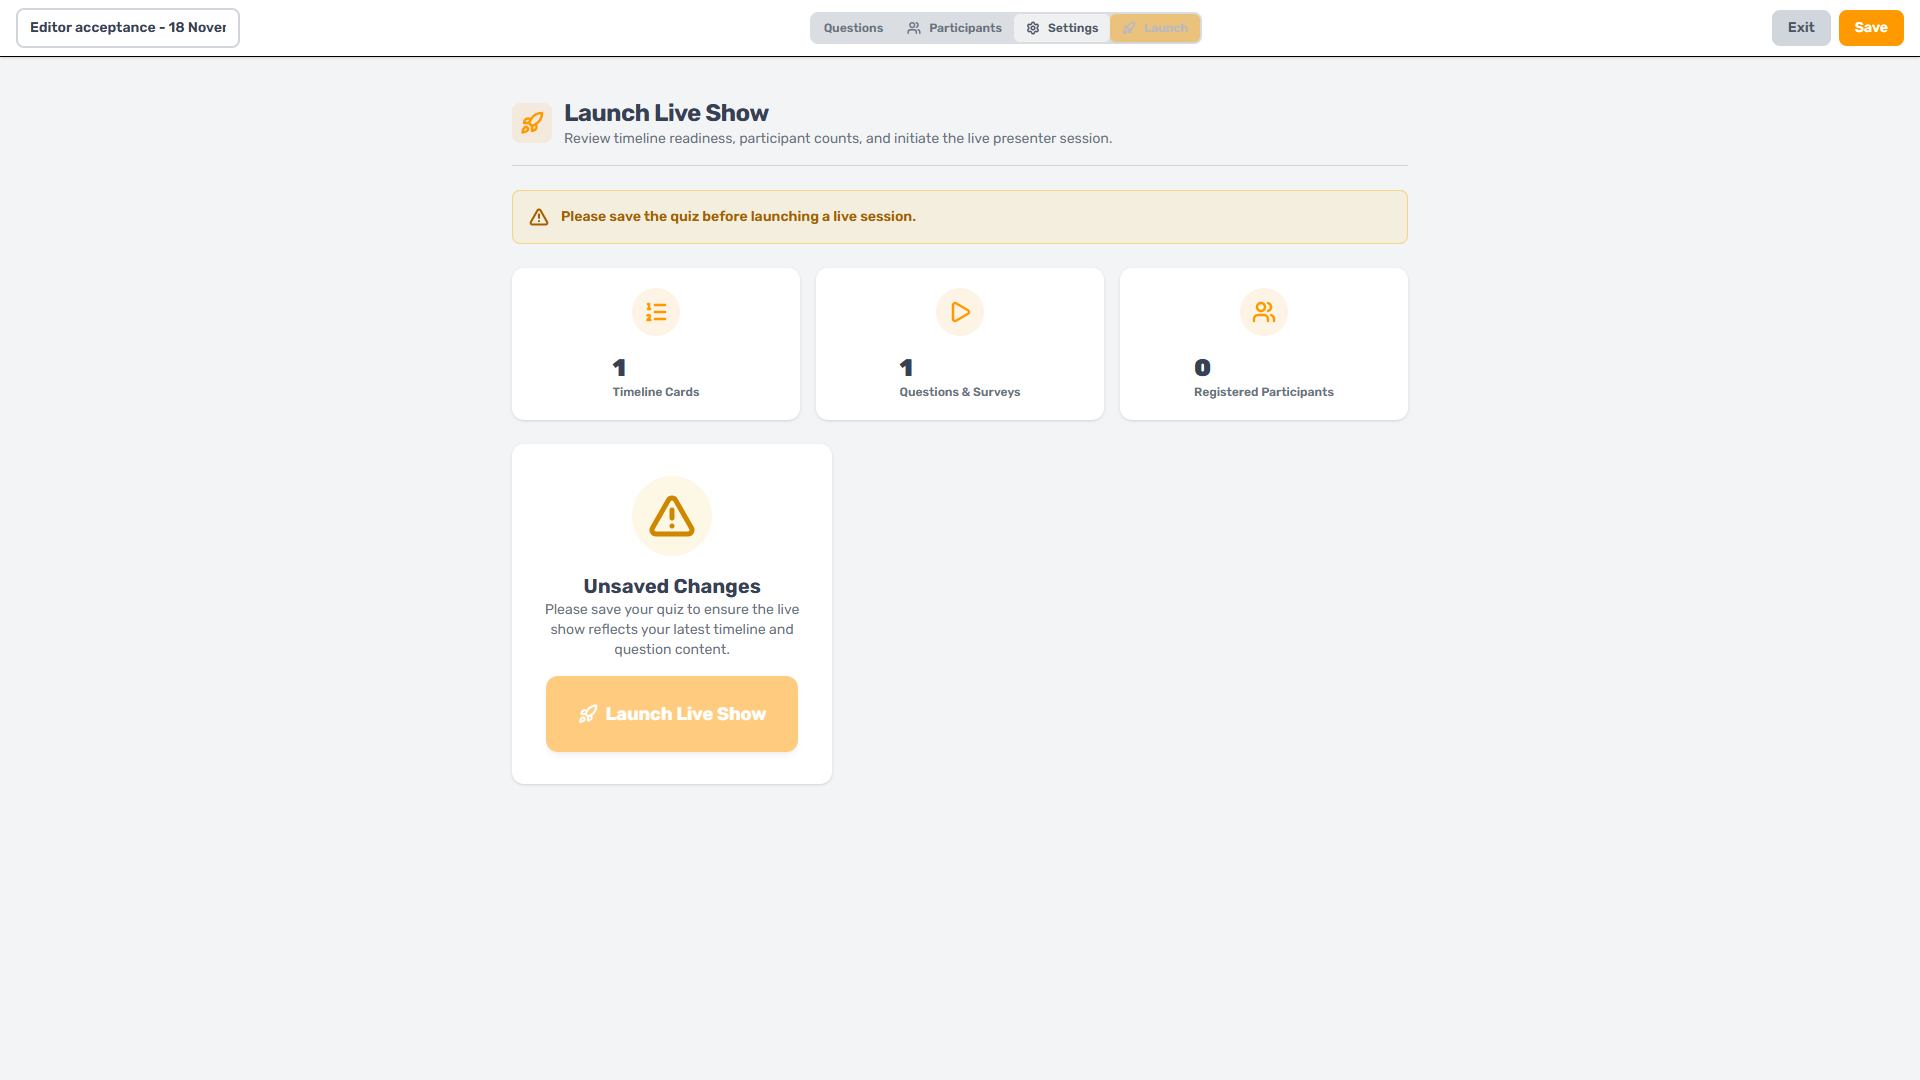 Editor acceptance - 18 Nover
Questions
Participants
Settings
Launch
Exit
Save
Launch Live Show
Review timeline readiness, participant counts, and initiate the live presenter session.
Please save the quiz before launching a live session.
1
Timeline Cards
1
Questions & Surveys
0
Registered Participants
Unsaved Changes
Please save your quiz to ensure the live
show reflects your latest timeline and
question content.
Launch Live Show